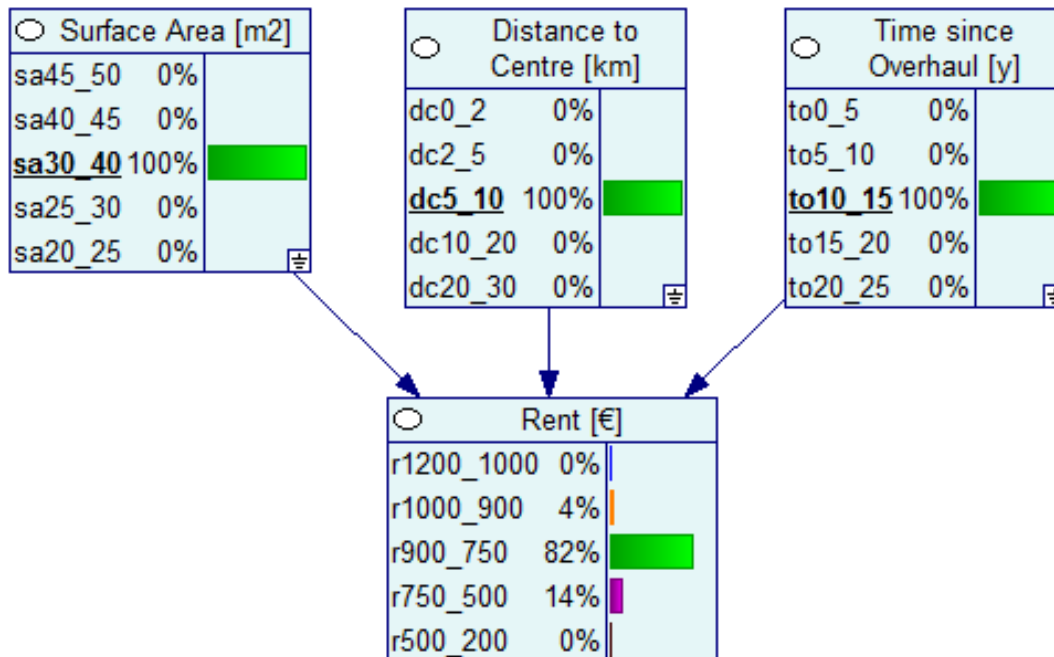 Surface Area [m2]
sa45_50 0%
sa40_45 0%
sa30_40 100%
sa25_30 0%
sa20_25 0%
Distance to
Centre [km]
dc0_2 0%
dc2_5 0%
dc5_10 100%
dc10_20 0%
dc20_30 0%
Time since
Overhaul [y]
to0_5 0%
to5_10 0%
to10_15 100%
to15_20 0%
to20_25 0%
Rent [€]
r1200_1000 0%
r1000_900 4%
r900_750 82%
r750_500 14%
r500_200 0%